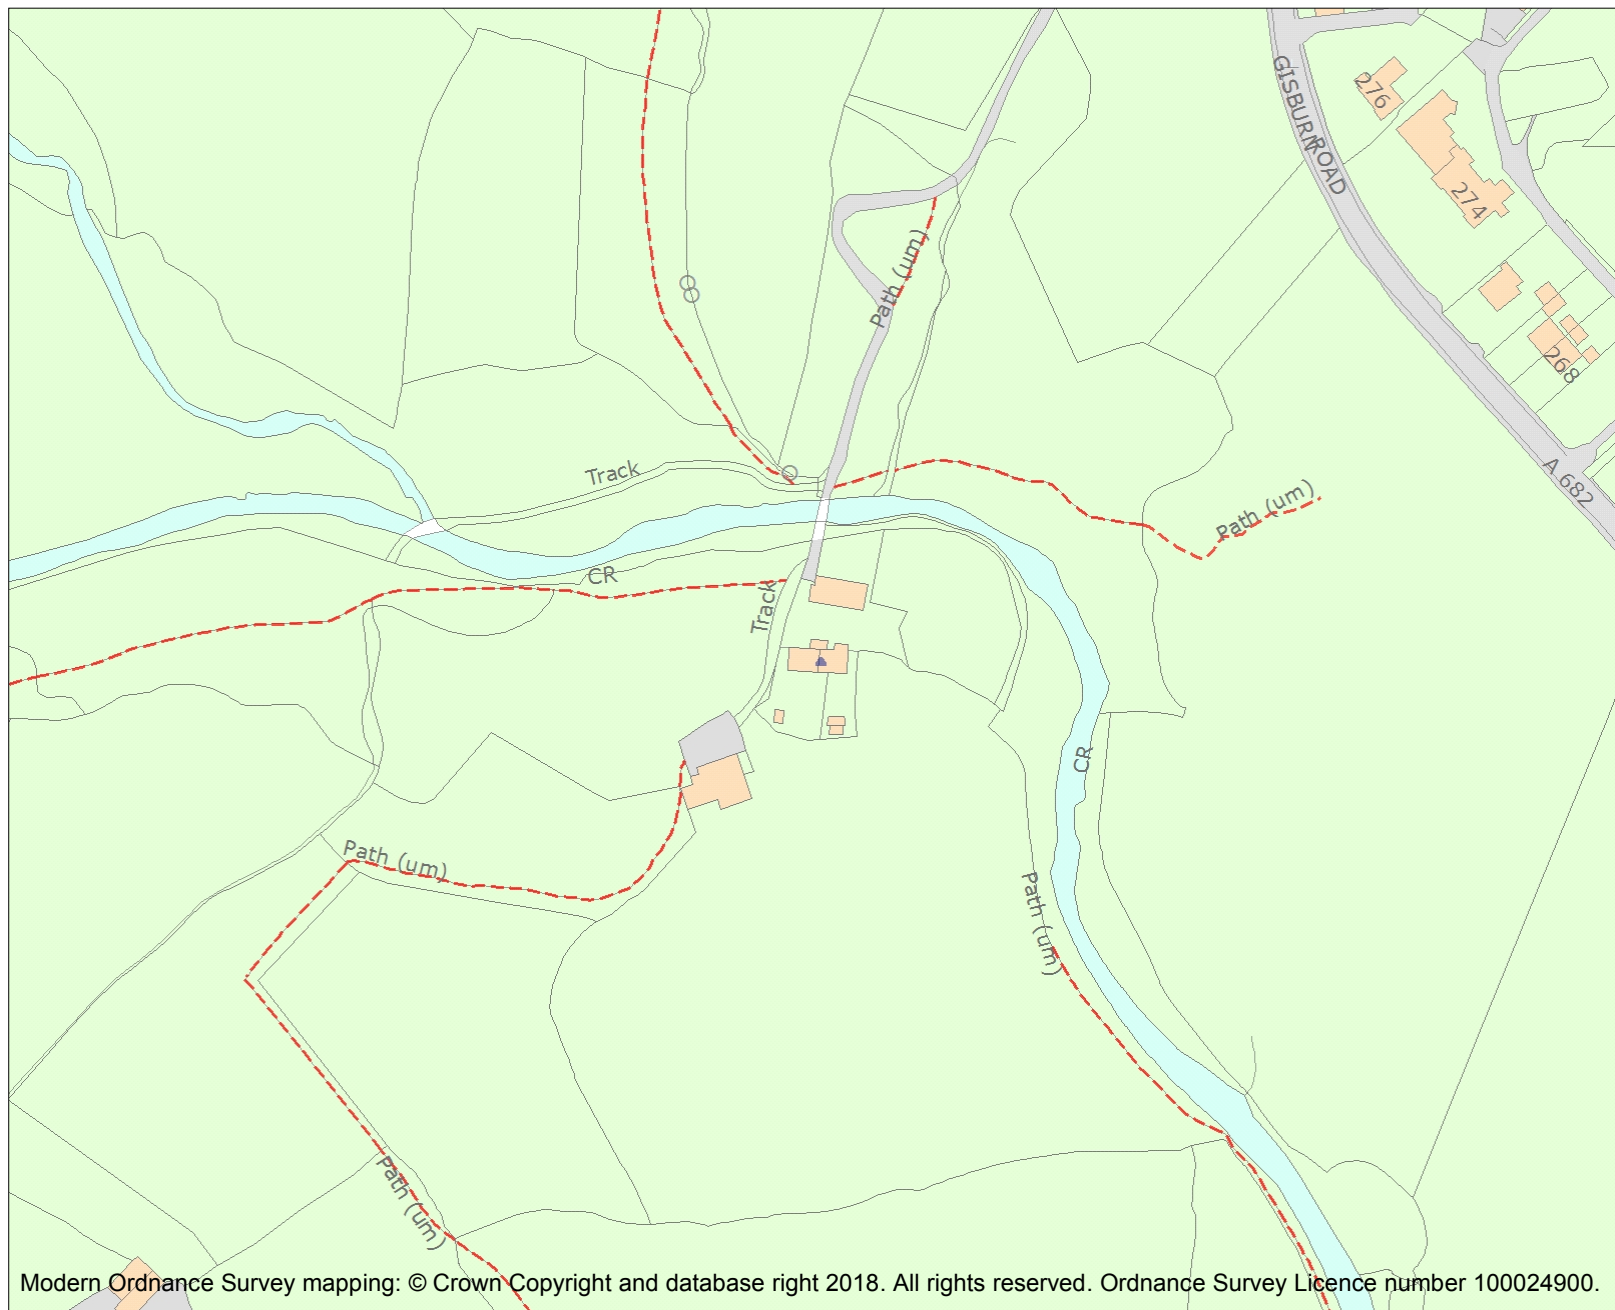 GISBURN ROAD
276
274
Path (um)
268
Track
A 682
Path (um)
CR
Track
CR
Path (um)
Path (um)
Path (um)
Modern Ordnance Survey mapping: © Crown Copyright and database right 2018. All rights reserved. Ordnance Survey Licence number 100024900.